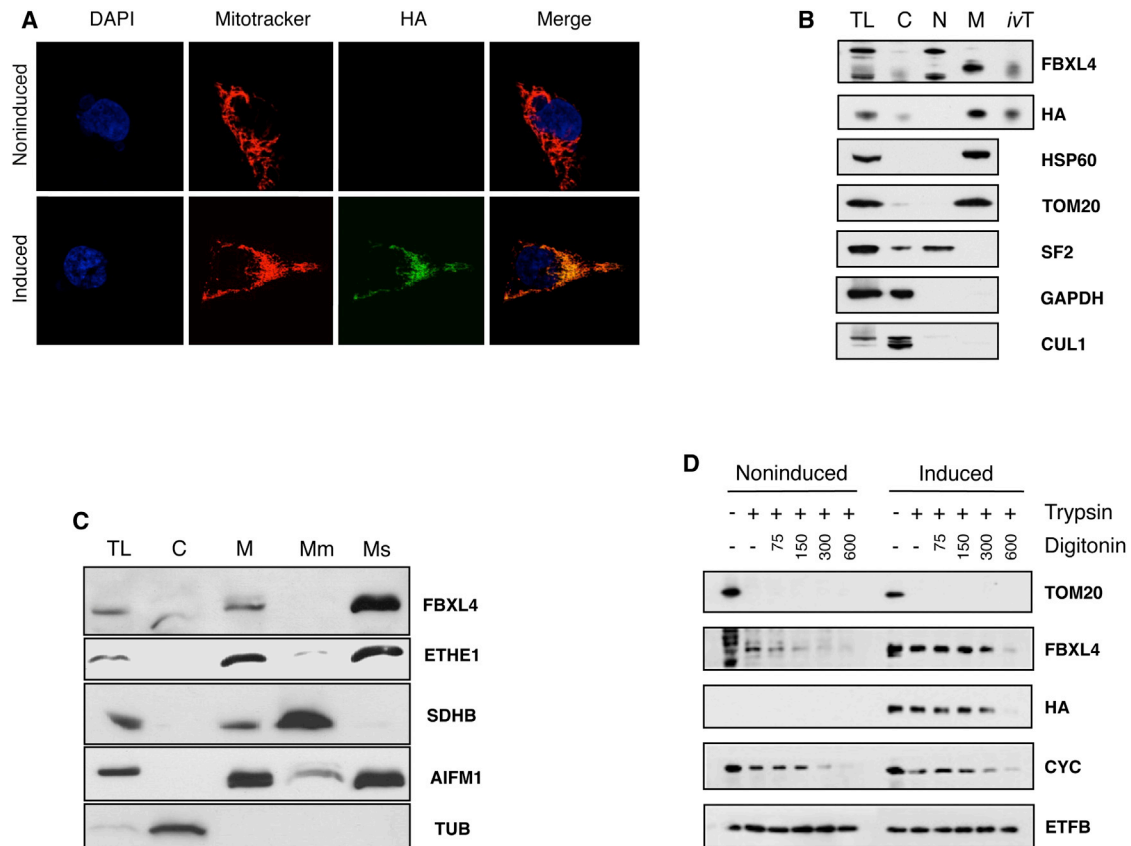 A
DAPI Mitotracker HA Merge
Noninduced
Induced
B
TL C N M ivT
FBXL4
HA
HSP60
TOM20
SF2
GAPDH
CUL1
C
TL C M Mm Ms
FBXL4
ETHE1
SDHB
AIFM1
TUB
D
Noninduced Induced
- + + + + + - + + + + + Trypsin
- - 75 150 300 600 - - 75 150 300 600 Digitonin
TOM20
FBXL4
HA
CYC
ETFB